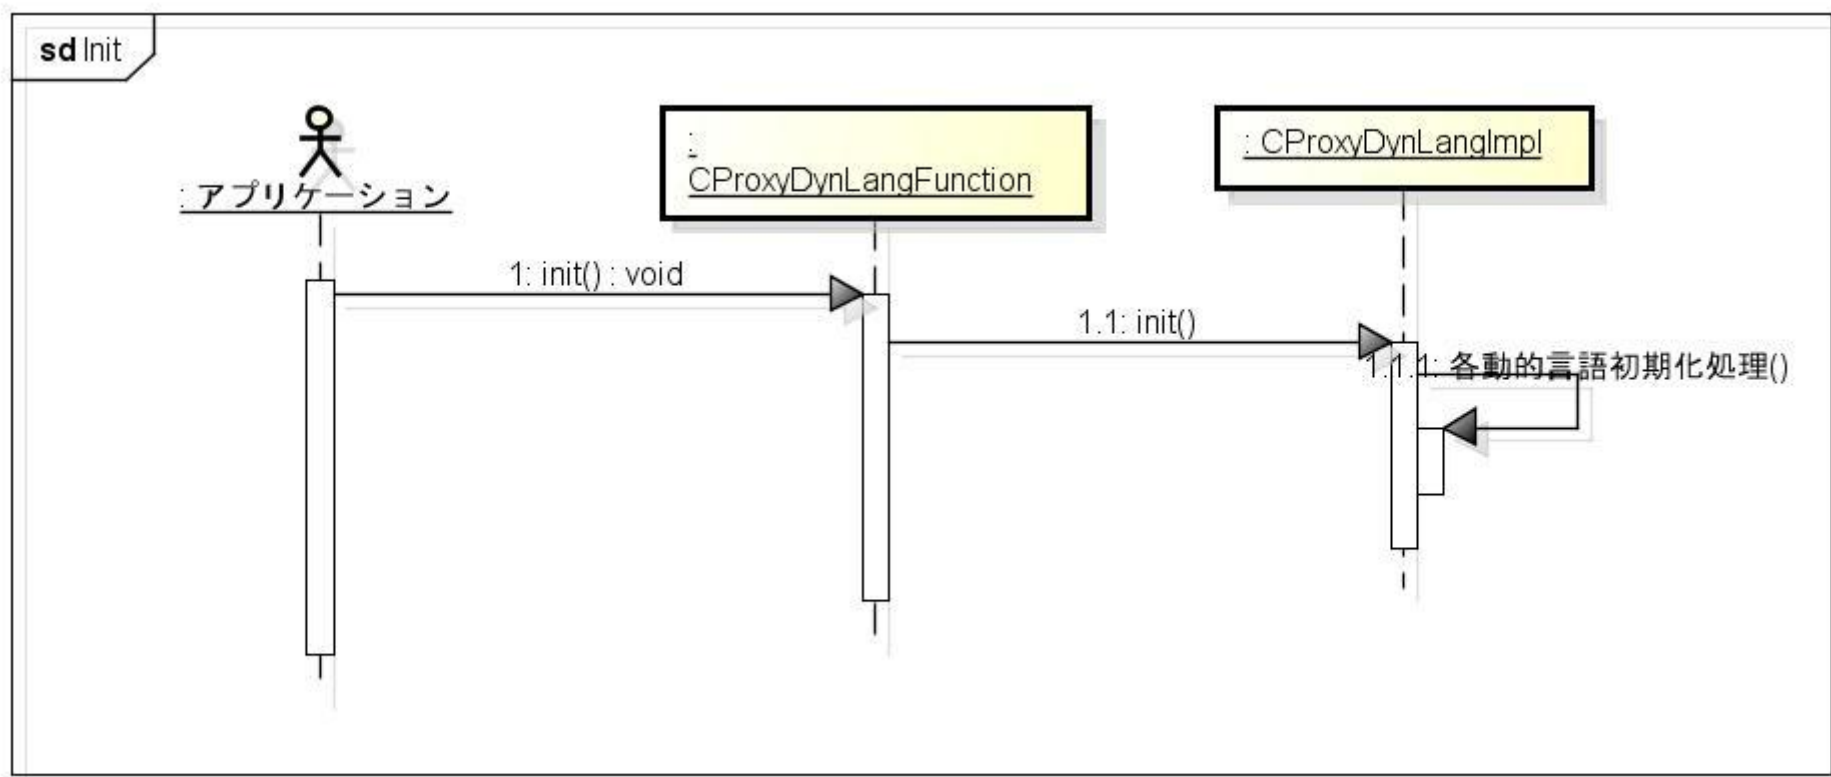 sd Init
: アプリケーション
:
CProxyDynLangFunction
: CProxyDynLangImpl
1: init() : void
1.1: init()
1.1.1: 各動的言語初期化処理()